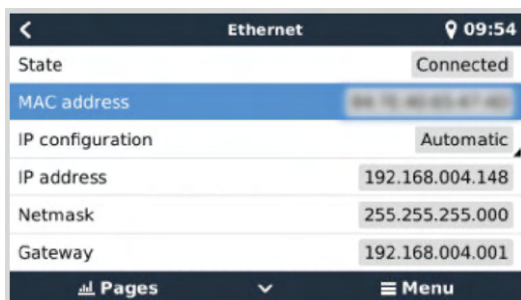 Ethernet 09:54
State Connected
MAC address
IP configuration Automatic
IP address 192.168.004.148
Netmask 255.255.255.000
Gateway 192.168.004.001
Pages Menu